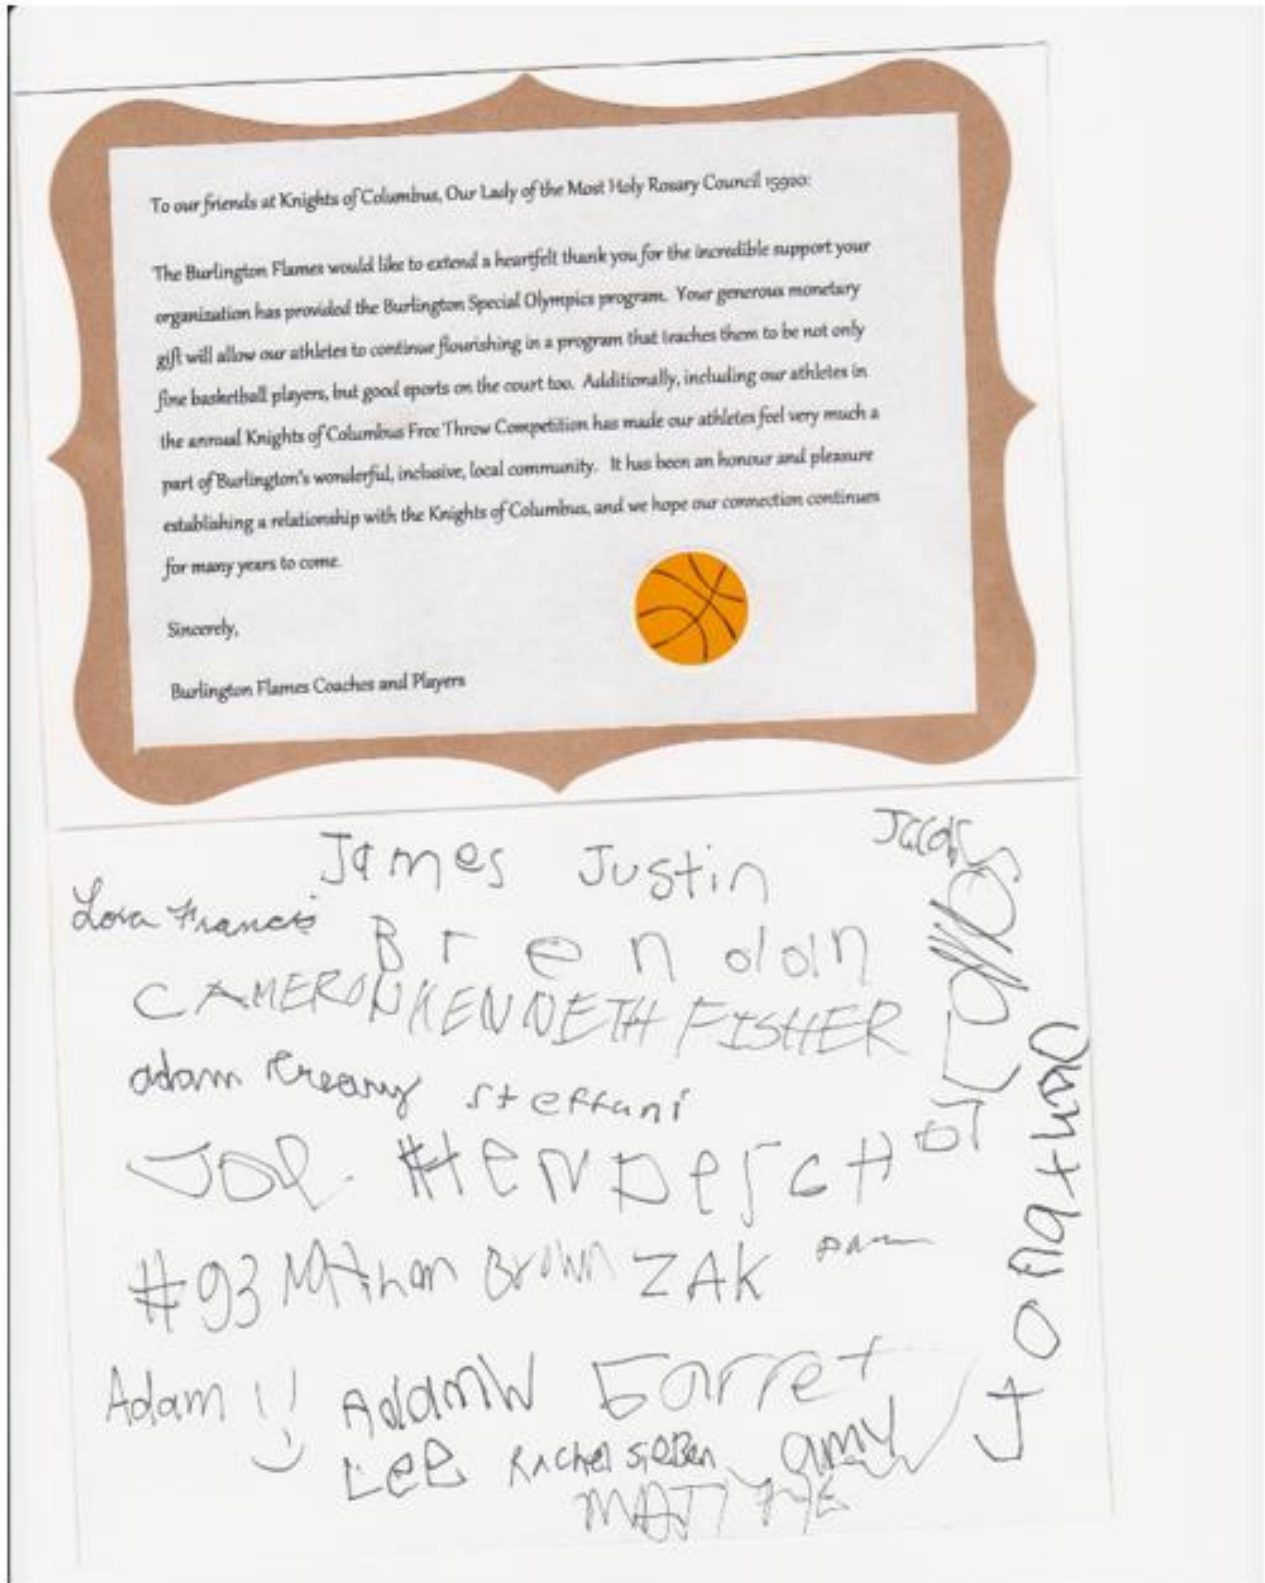 To our friends at Knights of Columbus, Our Lady of the Most Holy Rosary Council 15920:
The Burlington Flames would like to extend a heartfelt thank you for the incredible support your
organization has provided the Burlington Special Olympics program. Your generous monetary
gift will allow our athletes to continue flourishing in a program that teaches them to be not only
fine basketball players, but good sports on the court too. Additionally, including our athletes in
the annual Knights of Columbus Free Throw Competition has made our athletes feel very much a
part of Burlington's wonderful, inclusive, local community. It has been an honour and pleasure
establishing a relationship with the Knights of Columbus, and we hope our connection continues
for many years to come.
Sincerely,
Burlington Flames Coaches and Players
James Justin
Francis
Brendan
CAMERON KENNETH FISHER
adam Steffani
Joe
#93 Nathan Brown ZAK
Adam :)
AdamW Garret
Lee Rachel amy
Jonathan